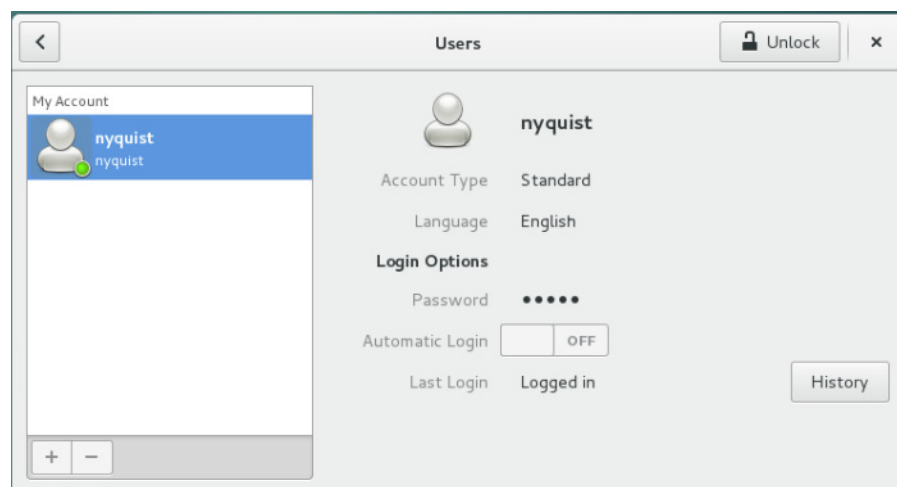 Users
Unlock
My Account
nyquist
nyquist
nyquist
Account Type Standard
Language English
Login Options
Password •••••
Automatic Login OFF
Last Login Logged in
History